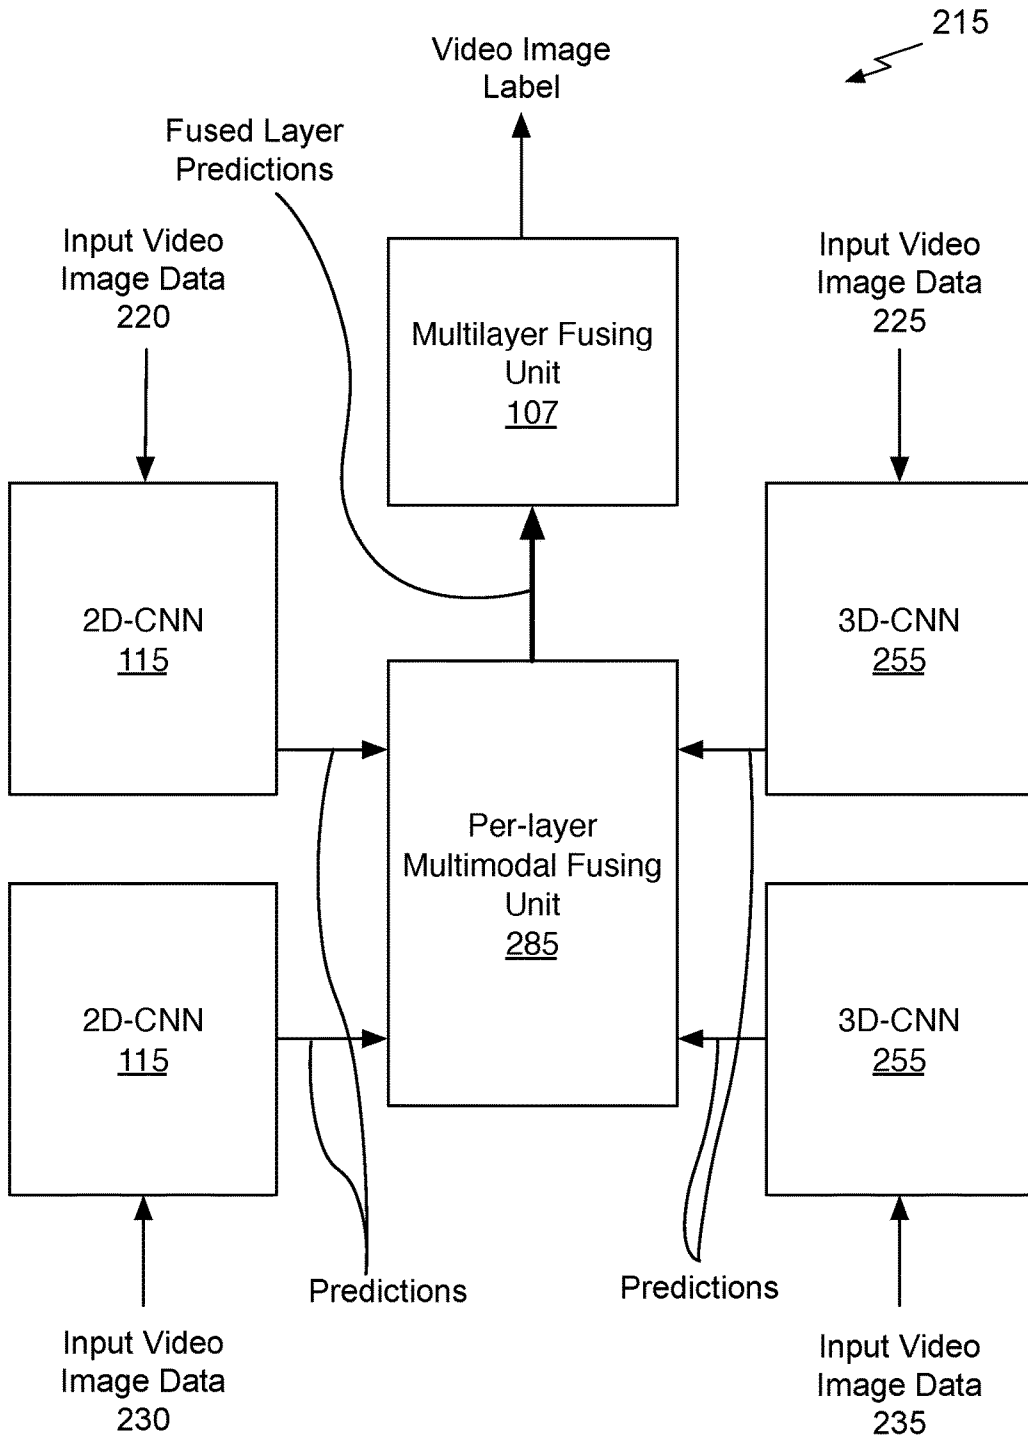 215
Video Image
Label
Fused Layer
Predictions
Input Video
Image Data
220
Input Video
Image Data
225
Multilayer Fusing
Unit
107
2D-CNN
115
3D-CNN
255
Per-layer
Multimodal Fusing
Unit
285
2D-CNN
115
3D-CNN
255
Predictions
Predictions
Input Video
Image Data
230
Input Video
Image Data
235